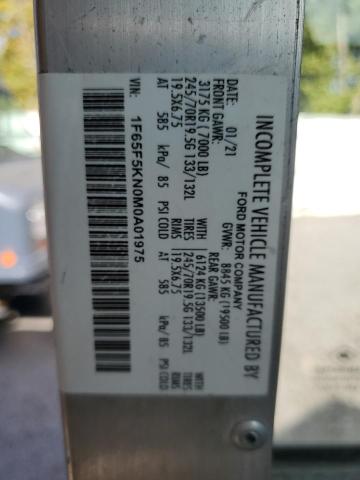 INCOMPLETE VEHICLE MANUFACTURED BY
FORD MOTOR COMPANY
01/21 GVWR: 8845 KG (19500 LB)
FRONT GAWR: REAR GAWR:
3175 KG (7000 LB) 6124 KG (13500 LB) WITH
245/70R19.5G 133/132L TIRES 245/70R19.5G 133/132L TIRES
19.5X6.75 RIMS 19.5X6.75 RIMS
AT 585 kPa/ 85 PSI COLD AT 585 kPa/ 85 PSI COLD
VIN: 1F65F5KN0M0A01975